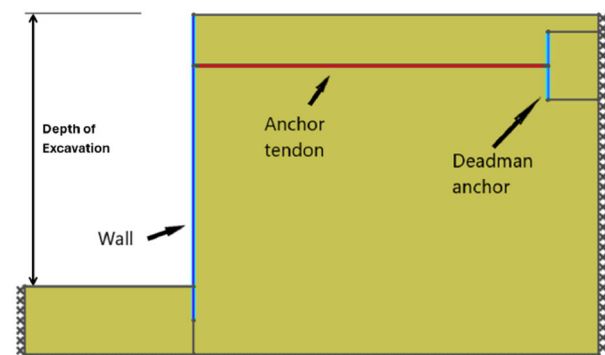 Depth of
Excavation
Anchor
tendon
Deadman
anchor
Wall